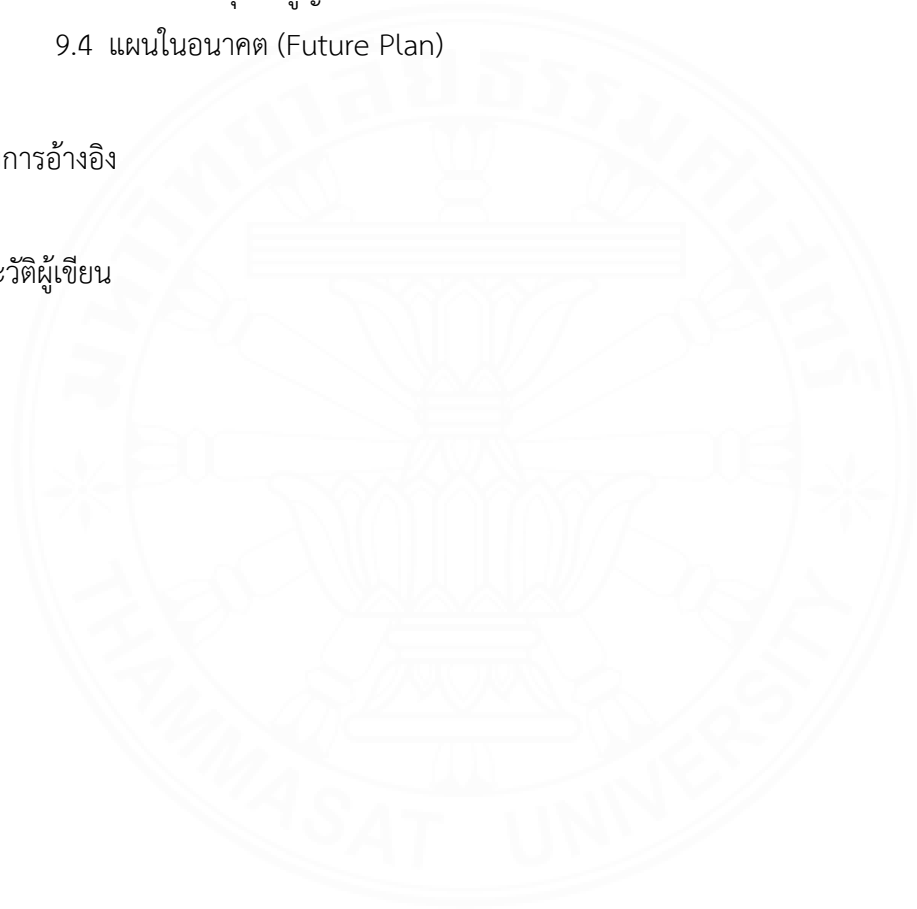 9.4 แผนในอนาคต (Future Plan)
การอ้างอิง
วัติผู้เขียน
มหาวิทยาลัยธรรมศาสตร์
THAMMASAT UNIVERSITY